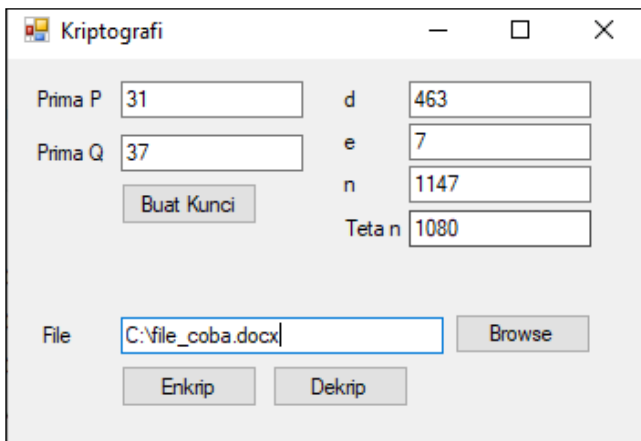 Kriptografi
Prima P 31 d 463
e 7
Prima Q 37
n 1147
Buat Kunci
Teta n 1080
File C:\file_coba.docx Browse
Enkrip Dekrip